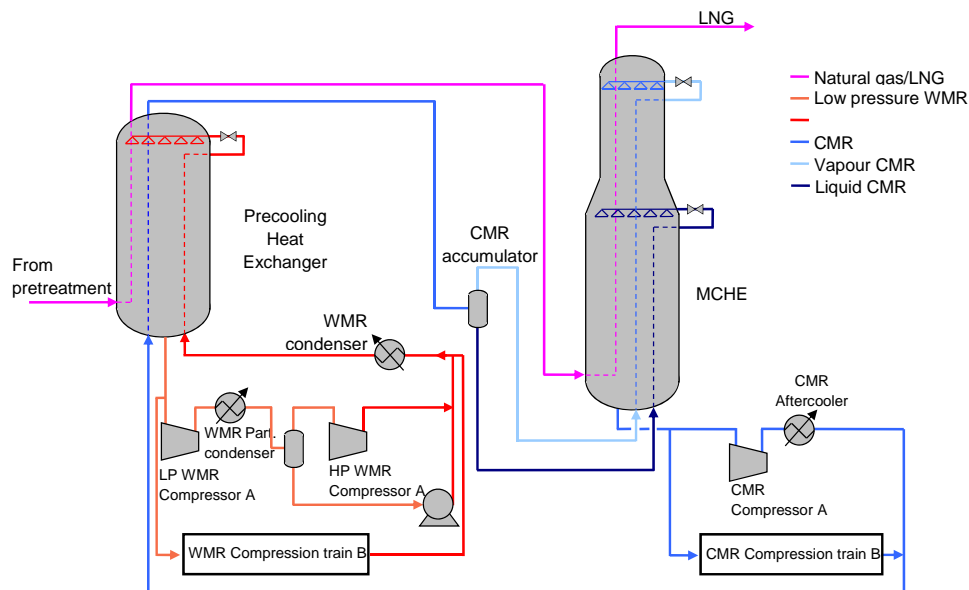 LNG
Natural gas/LNG
Low pressure WMR
CMR
Vapour CMR
Liquid CMR
Precooling
Heat
Exchanger
CMR
accumulator
From
pretreatment
MCHE
WMR
condenser
CMR
Aftercooler
WMR Part.
condenser
LP WMR
Compressor A
HP WMR
Compressor A
CMR
Compressor A
WMR Compression train B
CMR Compression train B